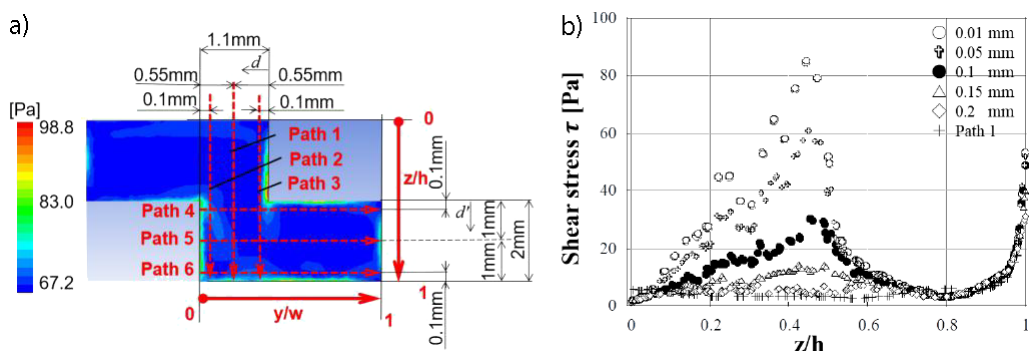 a)
1.1mm
d
0.55mm
0.55mm
0.1mm
0.1mm
[Pa]
98.8
83.0
67.2
0
Path 1
Path 2
Path 3
z/h
0.1mm
Path 4
d'
Path 5
1mm
2mm
Path 6
1mm
1
0
y/w
1
0.1mm
b)
Shear stress τ [Pa]
100
80
60
40
20
0
0
0.2
0.4
0.6
0.8
1
z/h
0.01 mm
0.05 mm
0.1 mm
0.15 mm
0.2 mm
Path 1